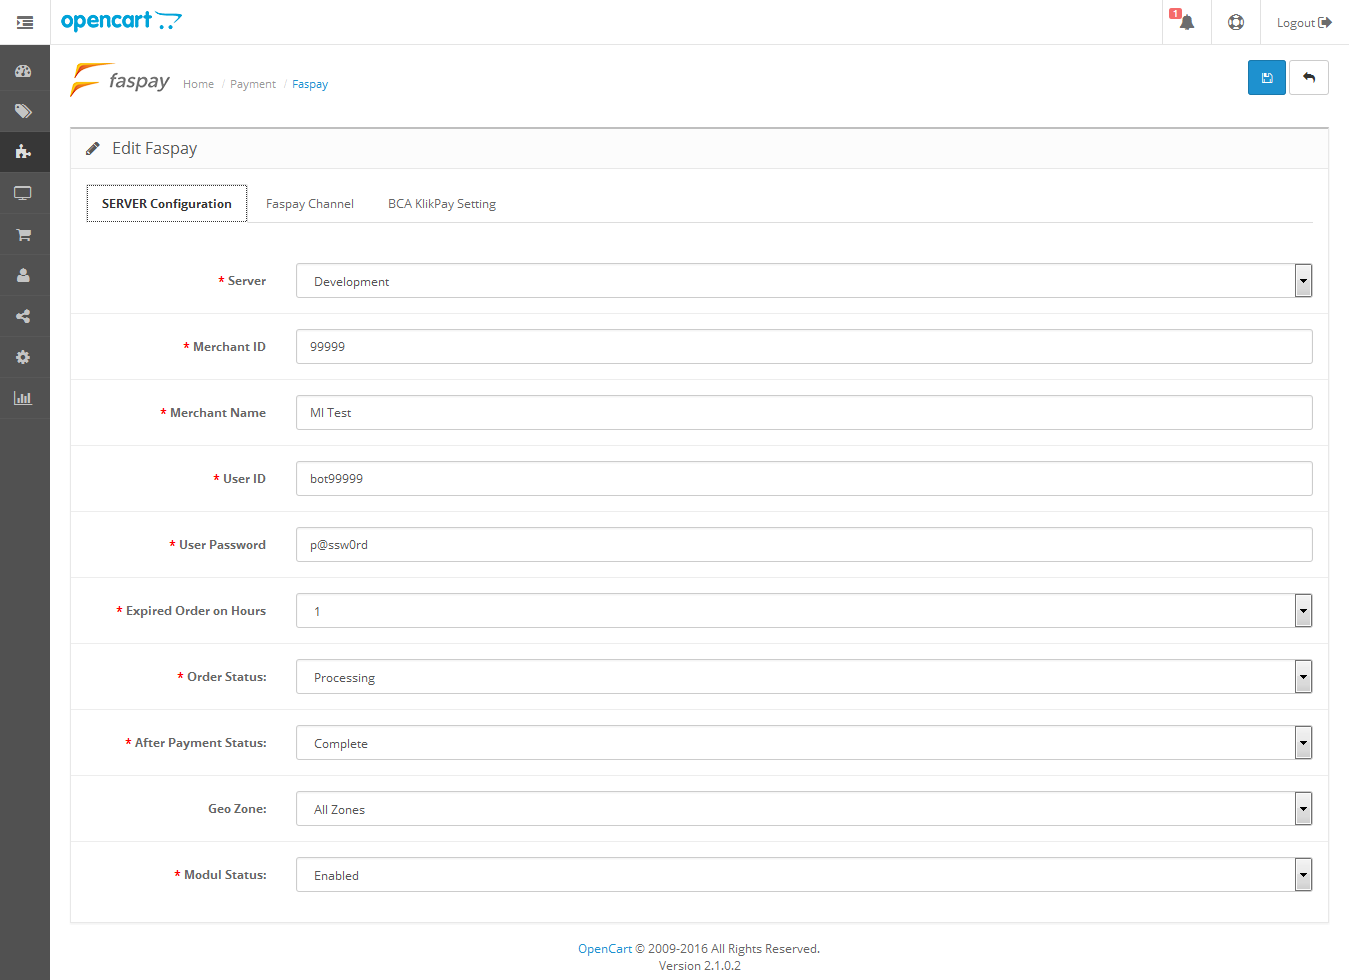 opencart
1
Logout
faspay
Home / Payment / Faspay
Edit Faspay
SERVER Configuration Faspay Channel BCA KlikPay Setting
* Server Development
* Merchant ID 99999
* Merchant Name MI Test
* User ID bot99999
* User Password p@ssw0rd
* Expired Order on Hours 1
* Order Status: Processing
* After Payment Status: Complete
Geo Zone: All Zones
* Modul Status: Enabled
OpenCart © 2009-2016 All Rights Reserved.
Version 2.1.0.2